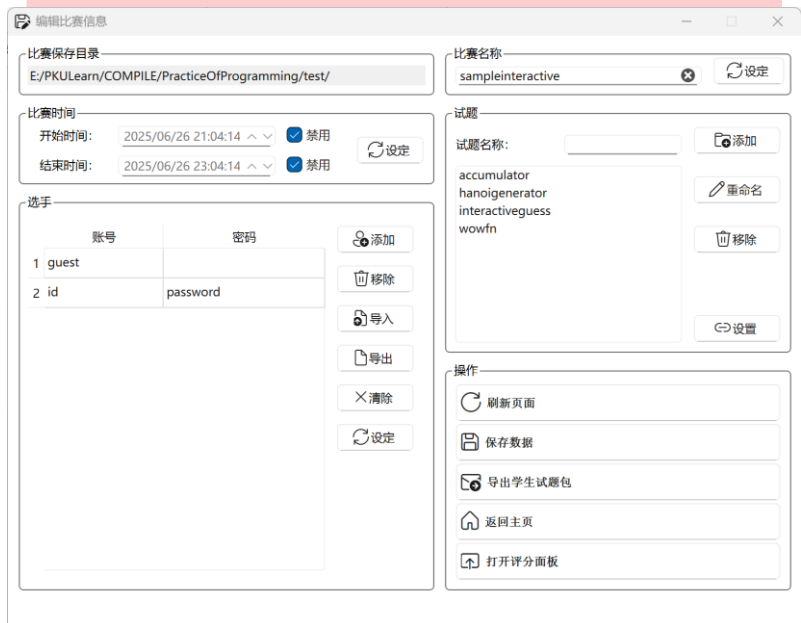 编辑比赛信息
比赛保存目录
E:/PKULearn/COMPILE/PracticeOfProgramming/test/
比赛名称
sampleinteractive
设定
比赛时间
开始时间: 2025/06/26 21:04:14 禁用
结束时间: 2025/06/26 23:04:14 禁用
设定
试题
试题名称:
添加
accumulator
hanoigenerator
interactiveguess
wowfn
重命名
移除
设置
选手
账号 密码
1 guest
2 id password
添加
移除
导入
导出
清除
设定
操作
刷新页面
保存数据
导出学生试题包
返回主页
打开评分面板